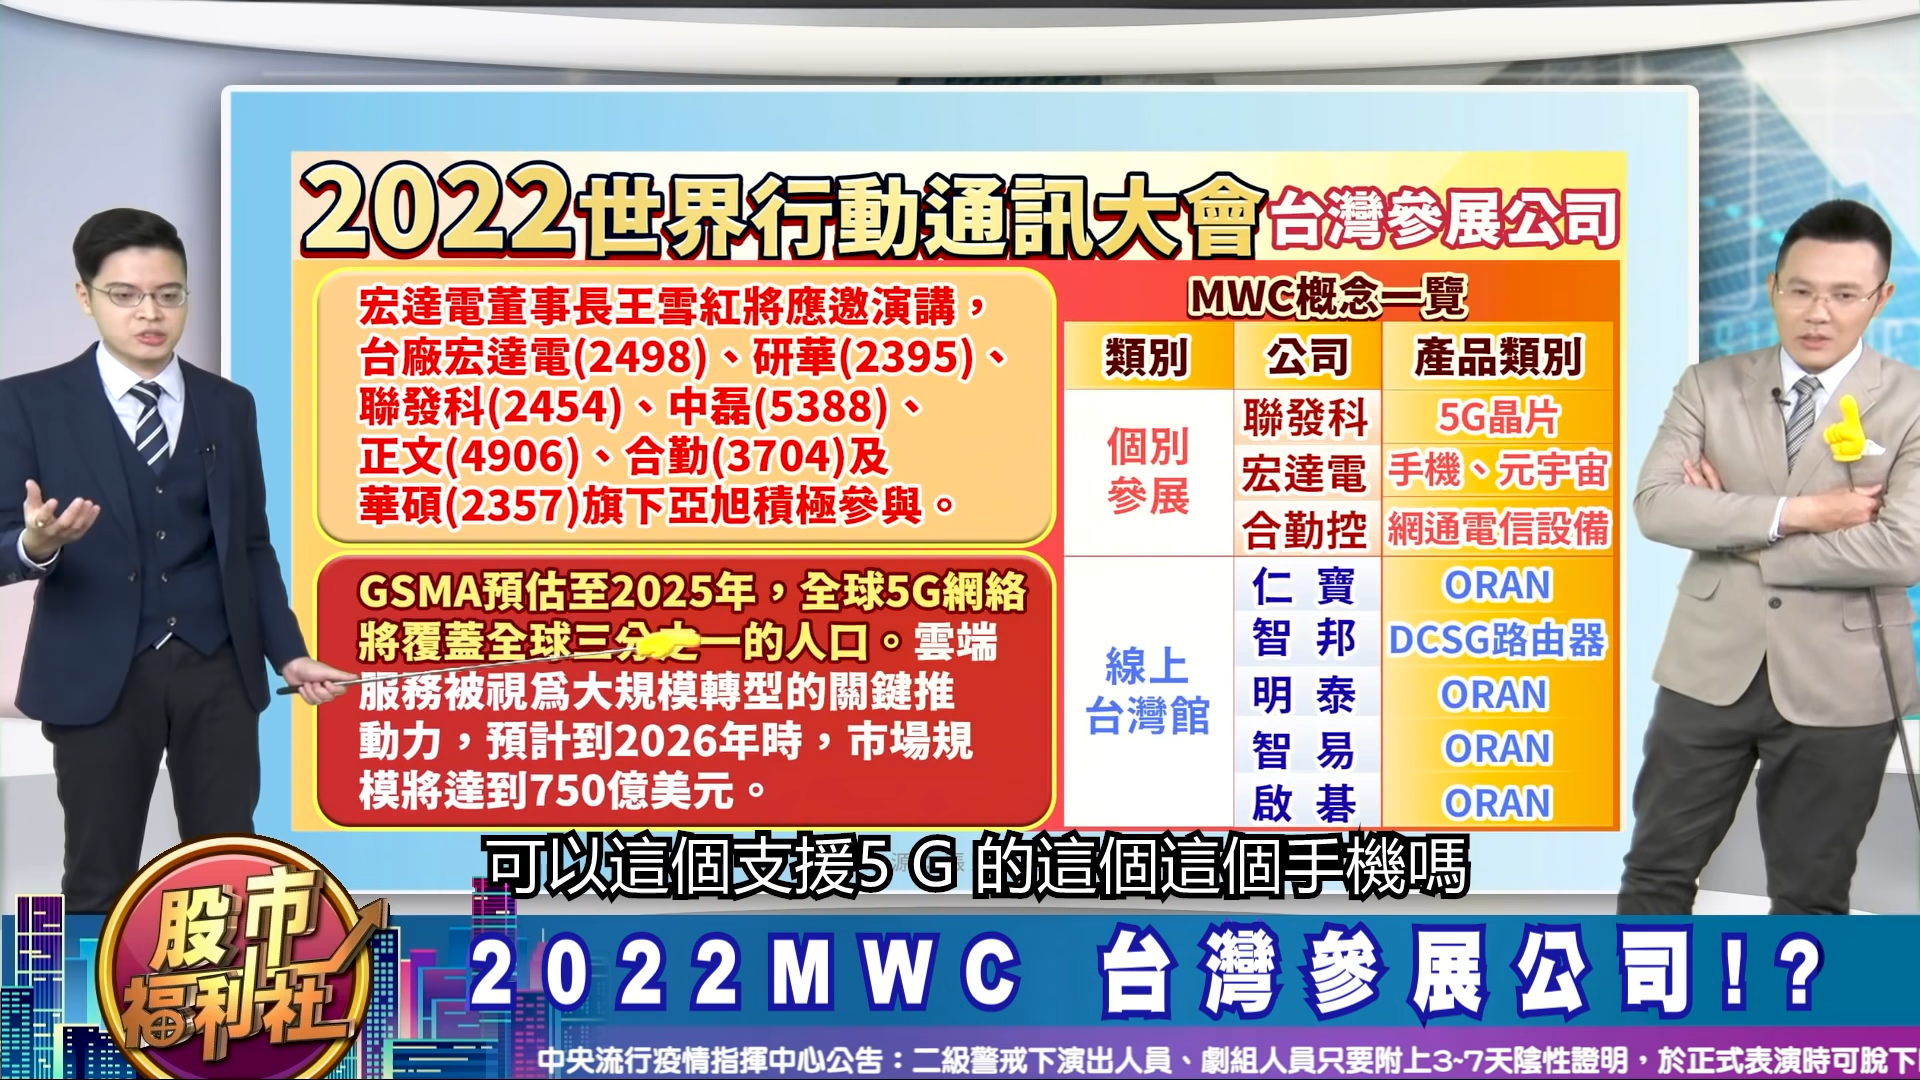 2022世界行動通訊大會台灣參展公司
宏達電董事長王雪紅將應邀演講，
台廠宏達電(2498)、研華(2395)、
聯發科(2454)、中磊(5388)、
正文(4906)、合勤(3704)及
華碩(2357)旗下亞旭積極參與。
GSMA預估至2025年，全球5G網絡
將覆蓋全球三分之一的人口。雲端
服務被視為大規模轉型的關鍵推
動力，預計到2026年時，市場規
模將達到750億美元。
MWC概念一覽
類別 公司 產品類別
個別
參展
聯發科 5G晶片
宏達電 手機、元宇宙
合勤控 網通電信設備
線上
台灣館
仁寶 ORAN
智邦 DCSG路由器
明泰 ORAN
智易 ORAN
啟碁 ORAN
可以這個支援5G的這個這個手機嗎
股市
福利社
2022MWC 台灣參展公司!?
中央流行疫情指揮中心公告：二級警戒下演出人員、劇組人員只要附上3~7天陰性證明，於正式表演時可脫下